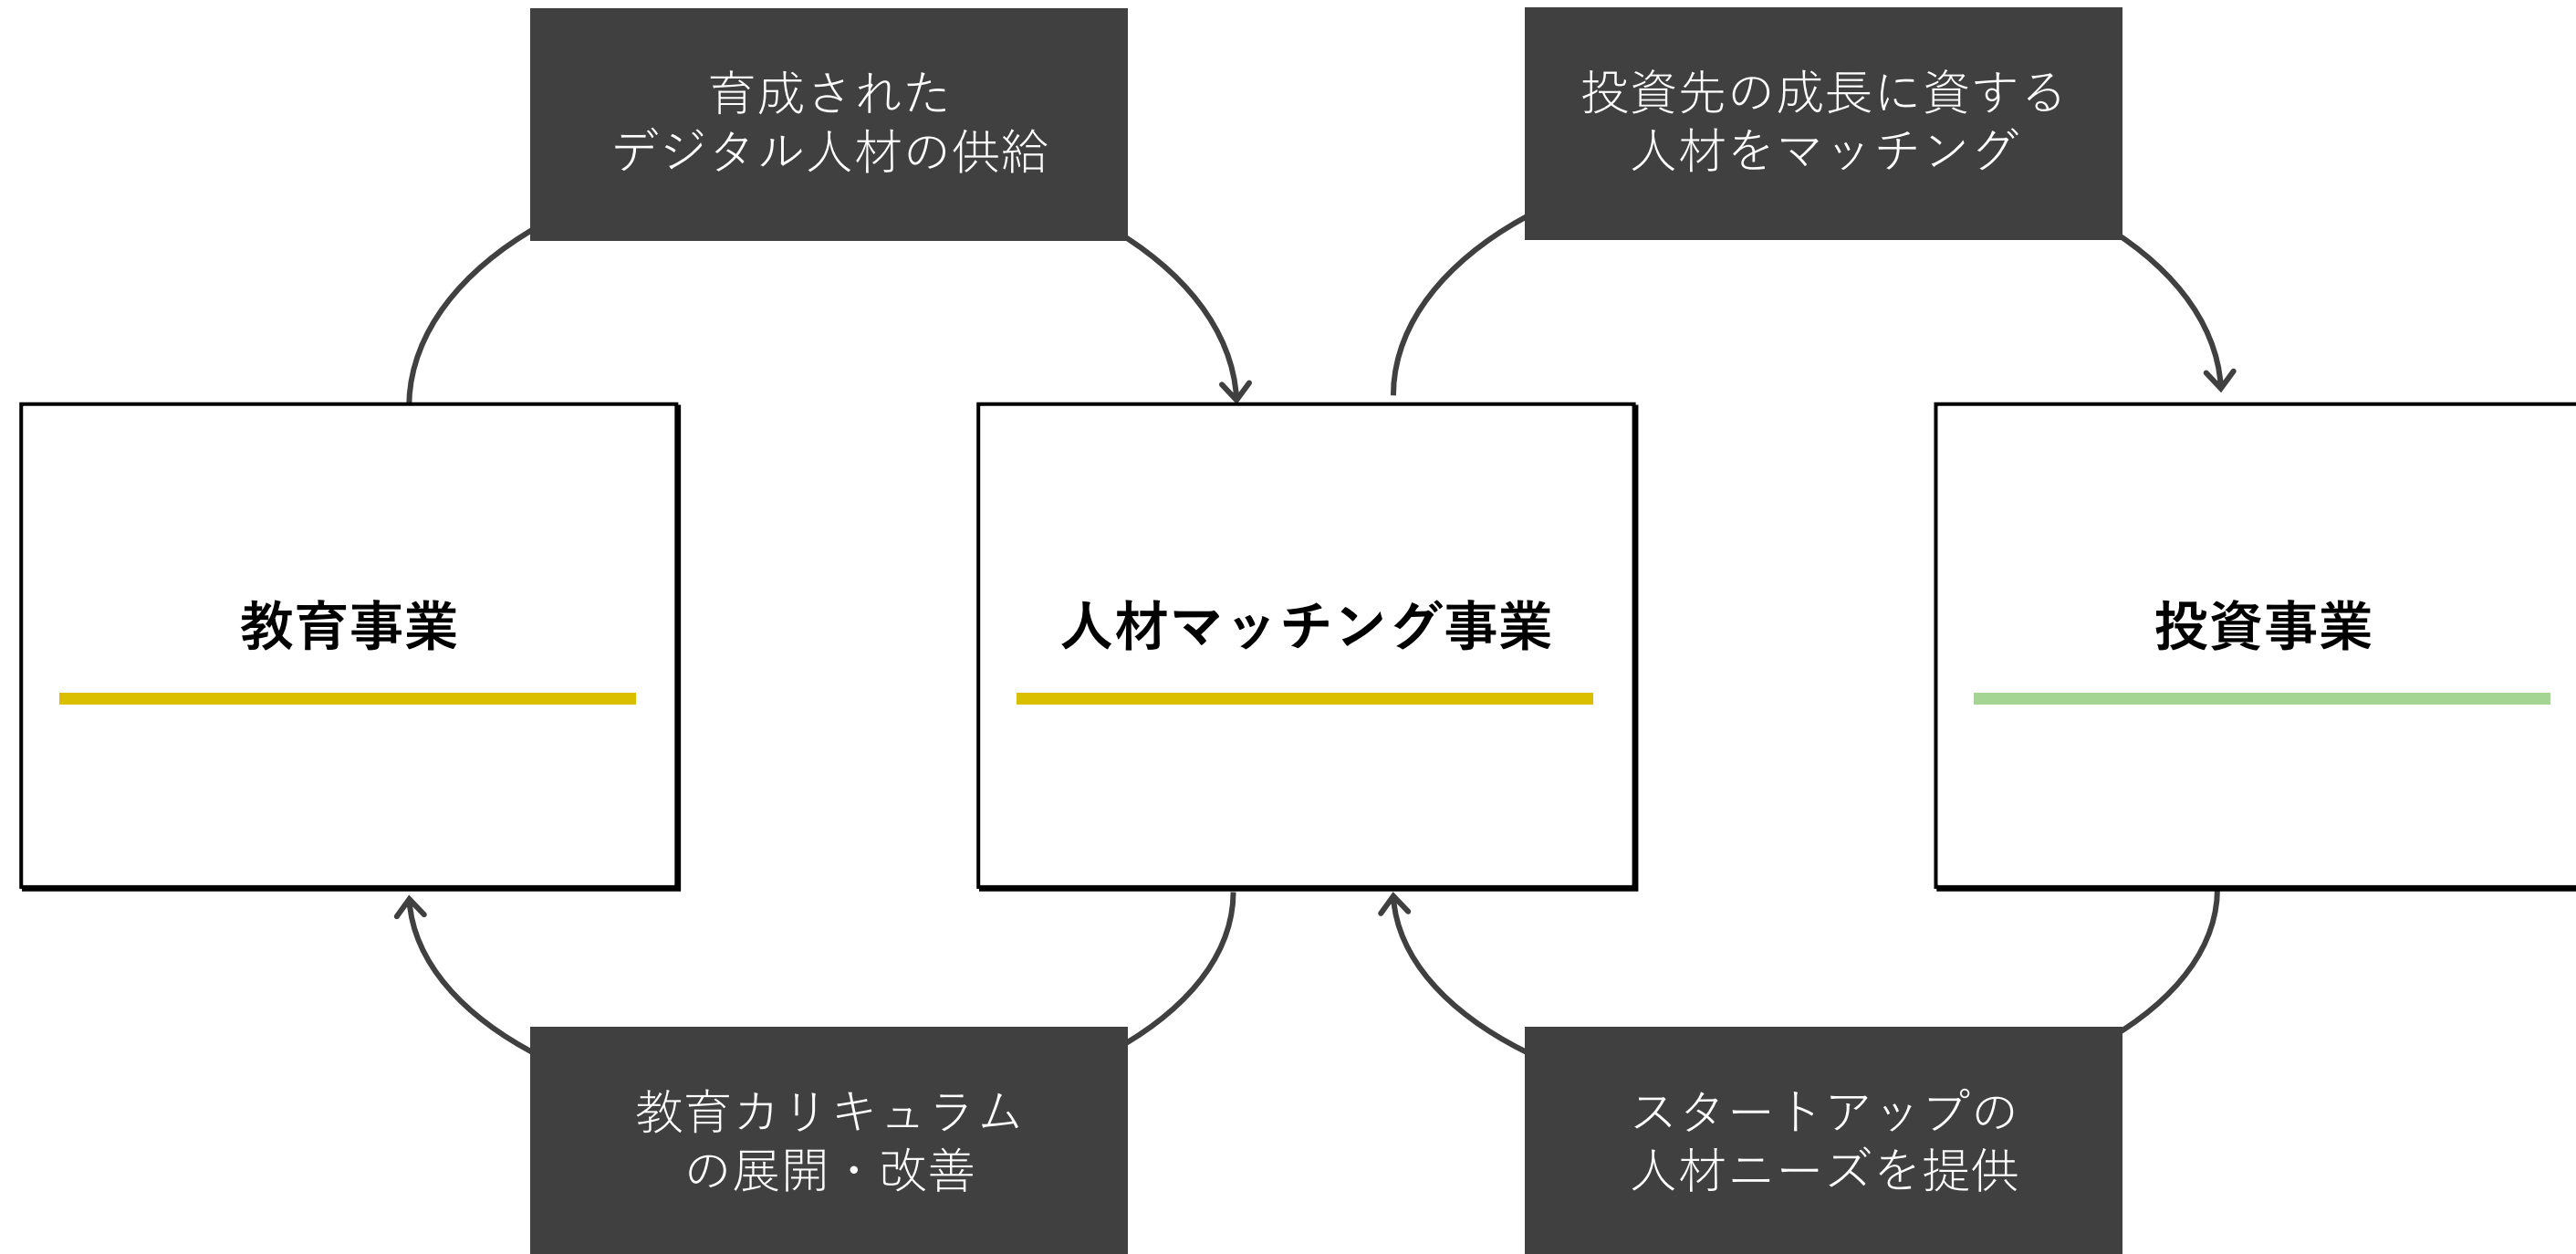 育成された
デジタル人材の供給
投資先の成長に資する
人材をマッチング
教育事業
人材マッチング事業
投資事業
教育カリキュラム
の展開・改善
スタートアップの
人材ニーズを提供